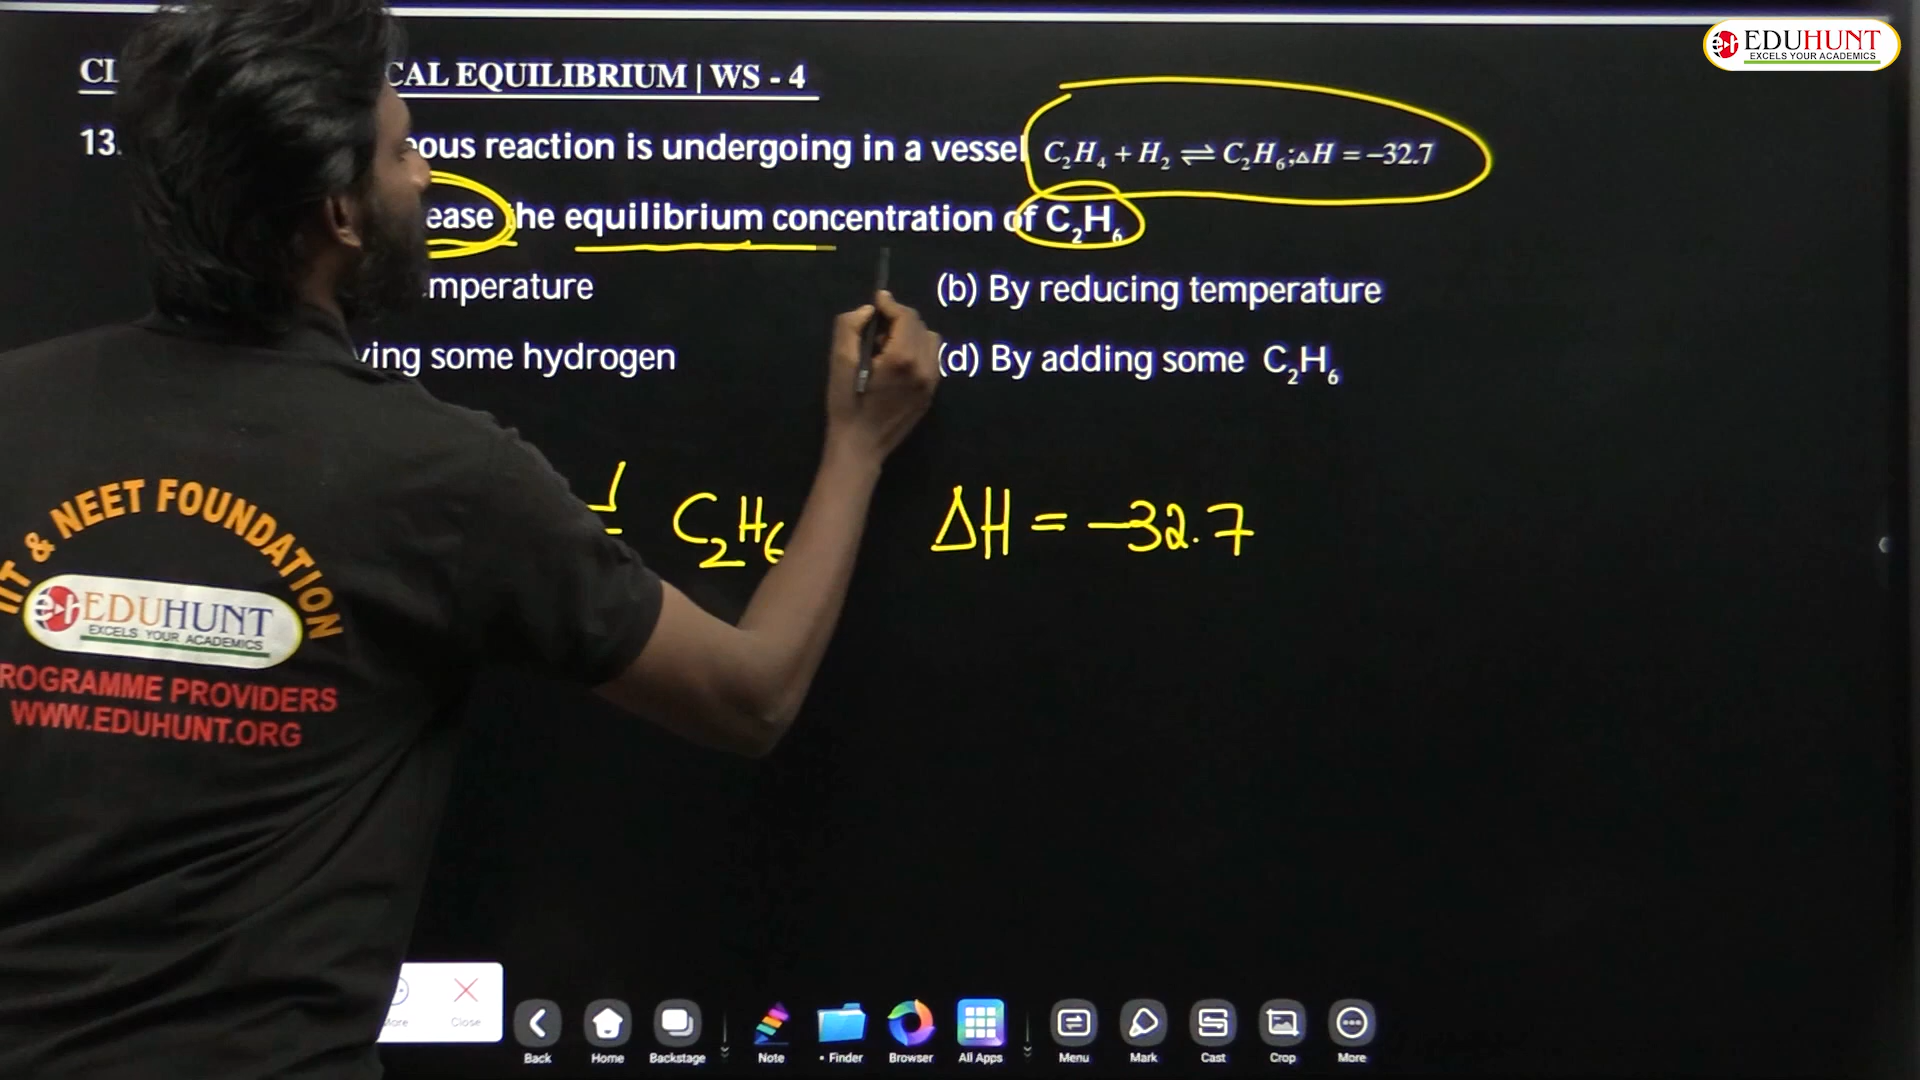 EDUHUNT
EXCELS YOUR ACADEMICS
CAL EQUILIBRIUM | WS - 4
13. ous reaction is undergoing in a vessel C₂H₄ + H₂ ⇌ C₂H₆; ΔH = −32.7
ease the equilibrium concentration of C₂H₆
mperature
(b) By reducing temperature
ving some hydrogen
(d) By adding some C₂H₆
⇌ C₂H₆ ΔH = −32.7
IIT & NEET FOUNDATION
EDUHUNT
EXCELS YOUR ACADEMICS
ROGRAMME PROVIDERS
WWW.EDUHUNT.ORG
More Close
Back Home Backstage Note Finder Browser All Apps Menu Mark Cast Crop More